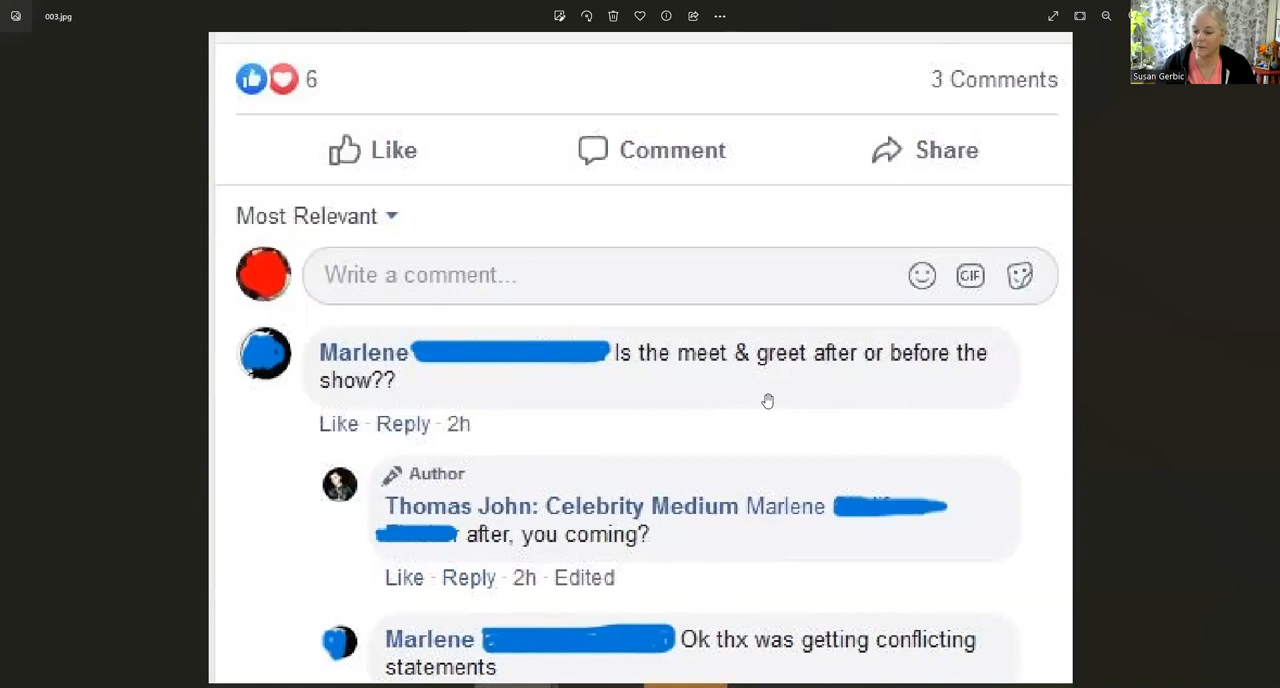 003.jpg
Susan Gerbic
6
3 Comments
Like
Comment
Share
Most Relevant
Write a comment...
GIF
Marlene Is the meet & greet after or before the
show??
Like · Reply · 2h
Author
Thomas John: Celebrity Medium Marlene
after, you coming?
Like · Reply · 2h · Edited
Marlene Ok thx was getting conflicting
statements